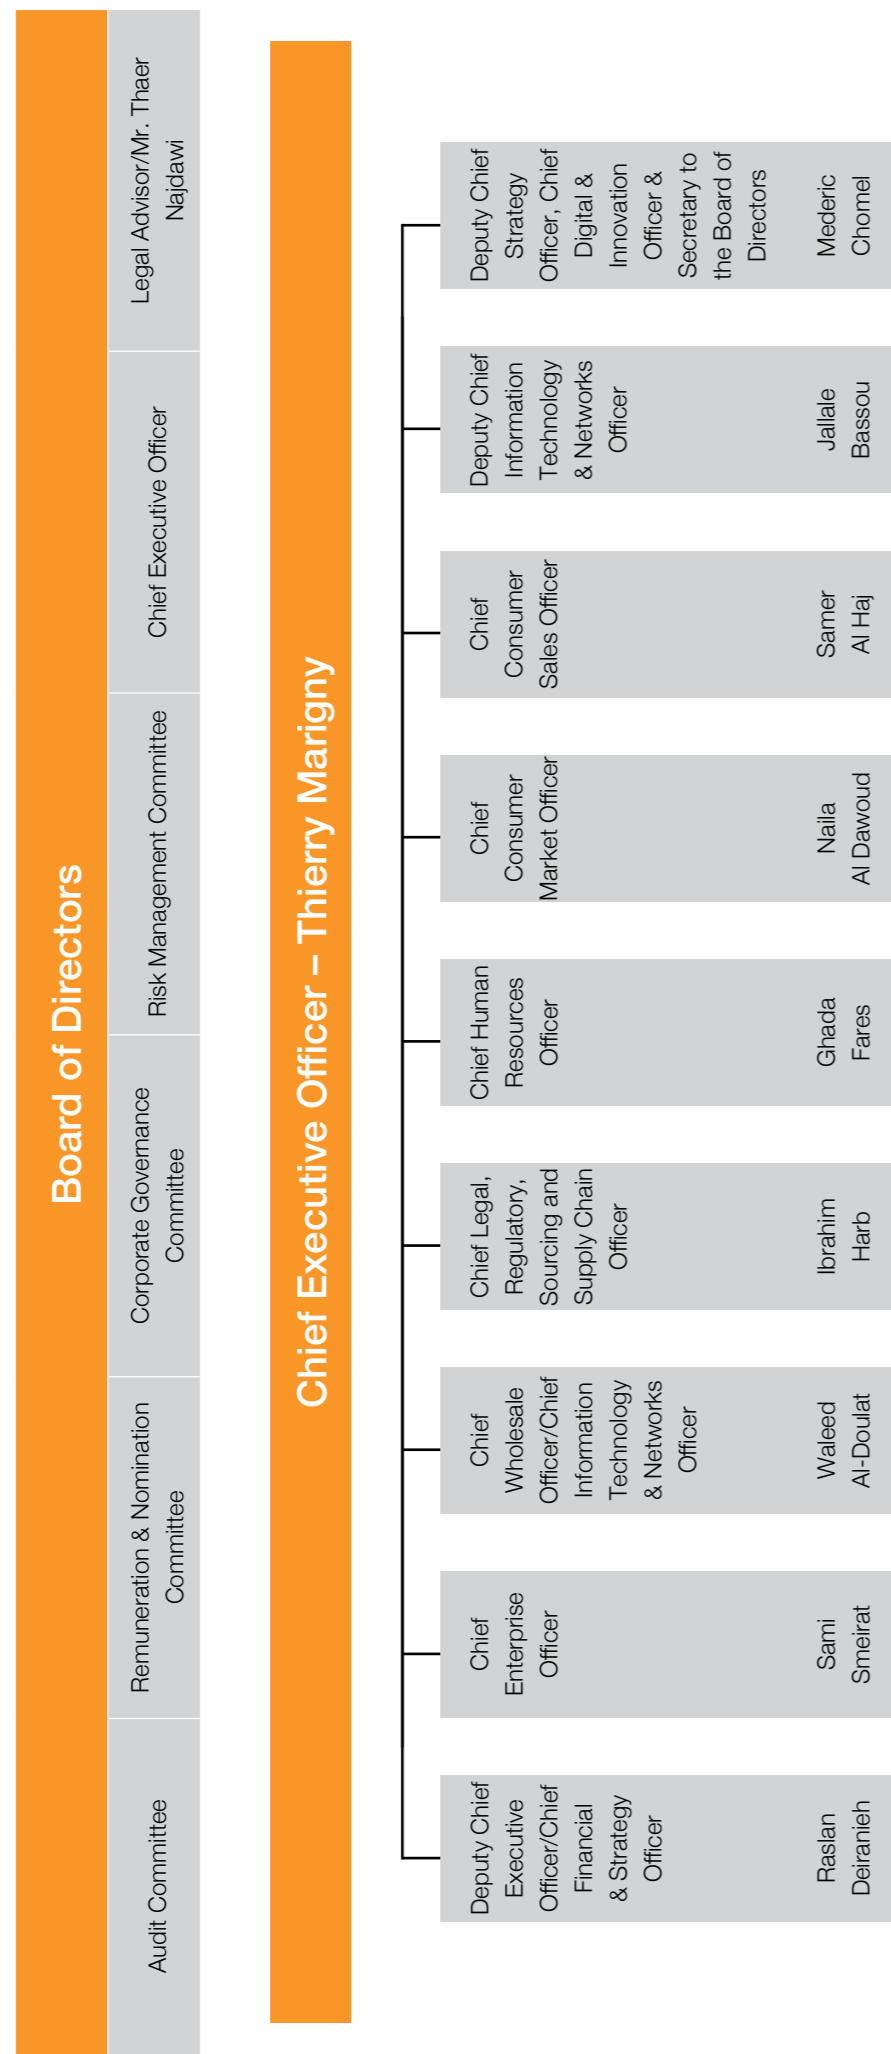 Board of Directors
Audit Committee
Remuneration & Nomination
Committee
Corporate Governance
Committee
Risk Management Committee
Chief Executive Officer
Legal Advisor/Mr. Thaer
Najdawi
Chief Executive Officer – Thierry Marigny
Deputy Chief
Executive
Officer/Chief
Financial
& Strategy
Officer
Raslan
Deiranieh
Chief
Enterprise
Officer
Sami
Smeirat
Chief
Wholesale
Officer/Chief
Information
Technology
& Networks
Officer
Waleed
Al-Doulat
Chief Legal,
Regulatory,
Sourcing and
Supply Chain
Officer
Ibrahim
Harb
Chief Human
Resources
Officer
Ghada
Fares
Chief
Consumer
Market Officer
Naila
Al Dawoud
Chief
Consumer
Sales Officer
Samer
Al Haj
Deputy Chief
Information
Technology
& Networks
Officer
Jallale
Bassou
Deputy Chief
Strategy
Officer, Chief
Digital &
Innovation
Officer &
Secretary to
the Board of
Directors
Mederic
Chomel